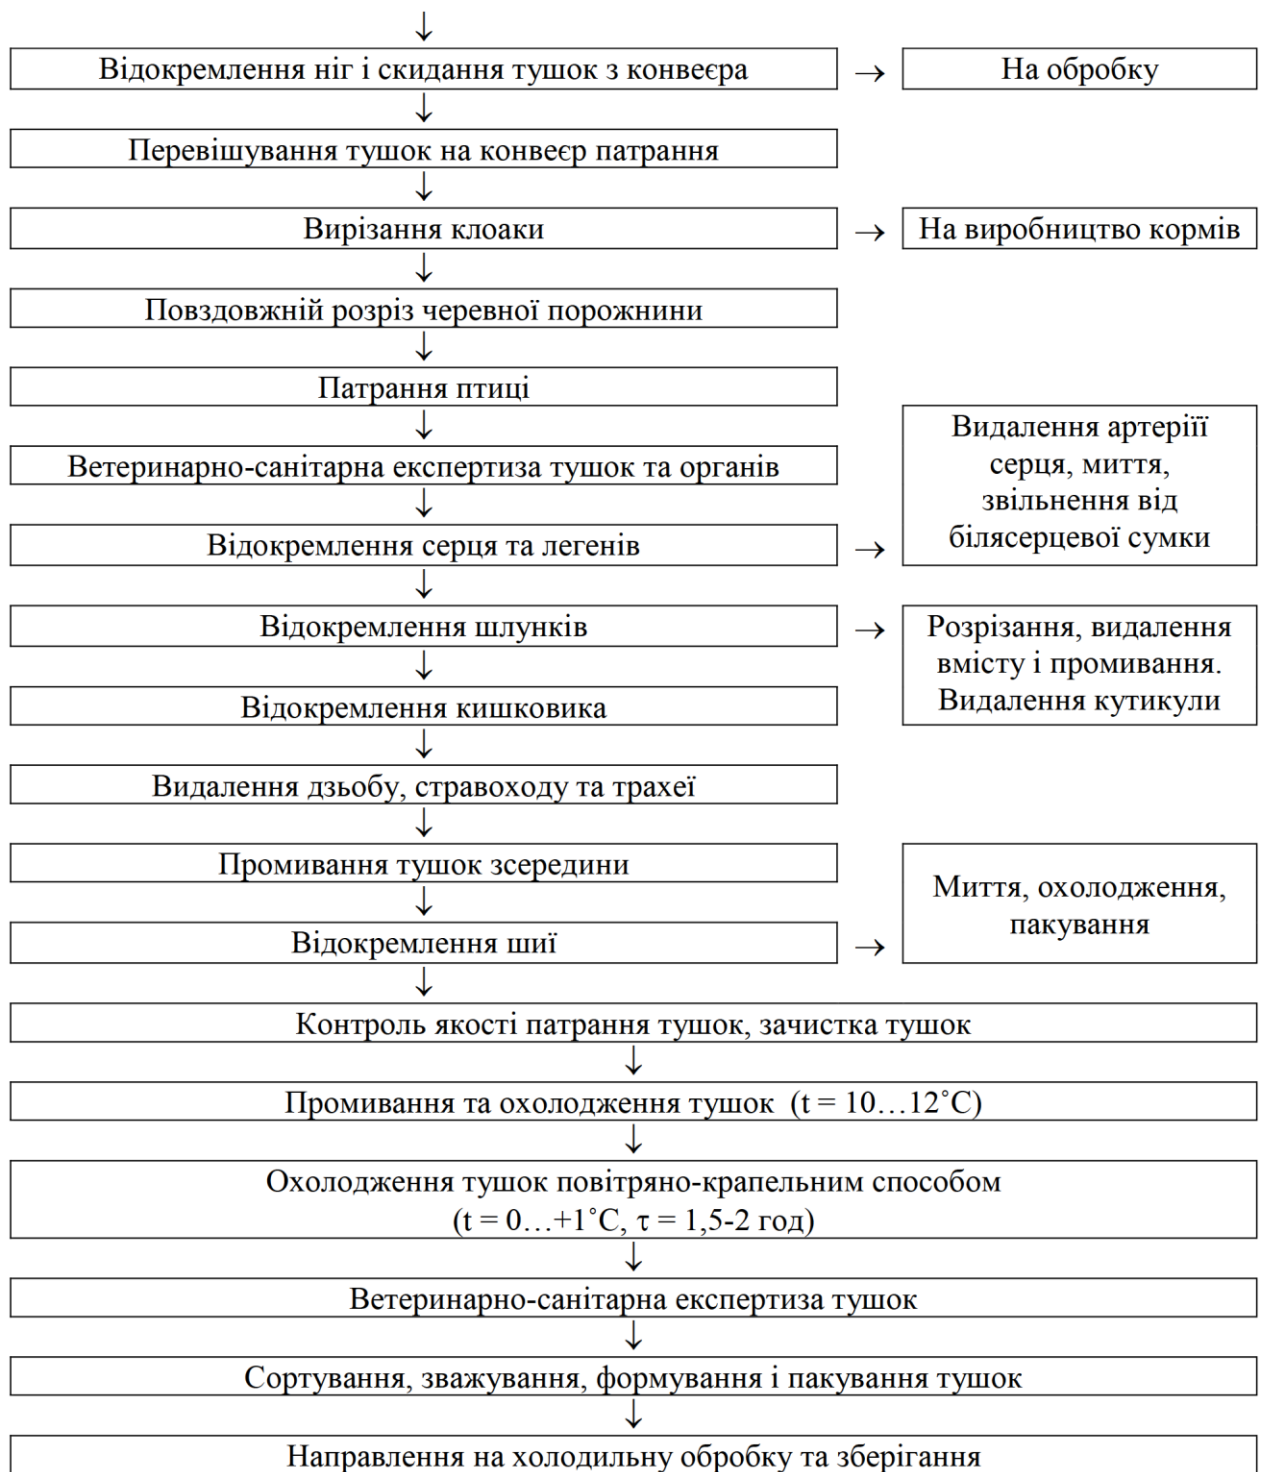 ↓
Відокремлення ніг і скидання тушок з конвеєра → На обробку
↓
Перевішування тушок на конвеєр патрання
↓
Вирізання клоаки → На виробництво кормів
↓
Повздовжній розріз черевної порожнини
↓
Патрання птиці
↓
Ветеринарно-санітарна експертиза тушок та органів
↓
Відокремлення серця та легенів →
Видалення артеріїї
серця, миття,
звільнення від
білясерцевої сумки
↓
Відокремлення шлунків →
Розрізання, видалення
вмісту і промивання.
Видалення кутикули
↓
Відокремлення кишковика
↓
Видалення дзьобу, стравоходу та трахеї
↓
Промивання тушок зсередини
↓
Відокремлення шиї →
Миття, охолодження,
пакування
↓
Контроль якості патрання тушок, зачистка тушок
↓
Промивання та охолодження тушок (t = 10…12˚C)
↓
Охолодження тушок повітряно-крапельним способом
(t = 0…+1˚C, τ = 1,5-2 год)
↓
Ветеринарно-санітарна експертиза тушок
↓
Сортування, зважування, формування і пакування тушок
↓
Направлення на холодильну обробку та зберігання